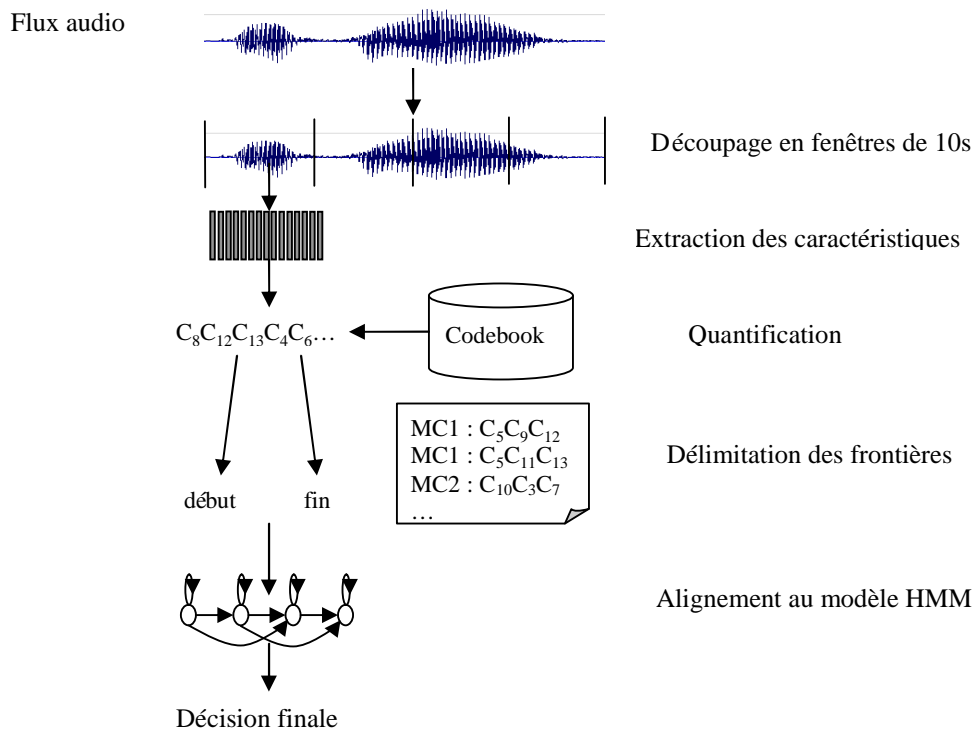 Flux audio
Découpage en fenêtres de 10s
Extraction des caractéristiques
C₈C₁₂C₁₃C₄C₆…
Codebook
Quantification
MC1 : C₅C₉C₁₂
MC1 : C₅C₁₁C₁₃
MC2 : C₁₀C₃C₇
…
Délimitation des frontières
début
fin
Alignement au modèle HMM
Décision finale